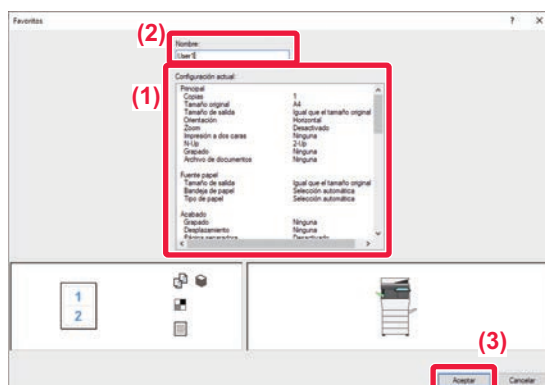 Favoritos ? X
(2)
Nombre:
User1
(1)
Configuración actual:
Principal
Copias 1
Tamaño original A4
Tamaño de salida Igual que el tamaño original
Orientación Horizontal
Zoom Desactivado
Impresión a dos caras Ninguna
N-Up 2-Up
Grapado Ninguna
Archivo de documentos Ninguna
Fuente papel
Tamaño de salida Igual que el tamaño original
Bandeja de papel Selección automática
Tipo de papel Selección automática
Acabado
Grapado Ninguna
Desplazamiento Ninguna
Página separadora Desactivado
1
2
(3)
Aceptar Cancelar